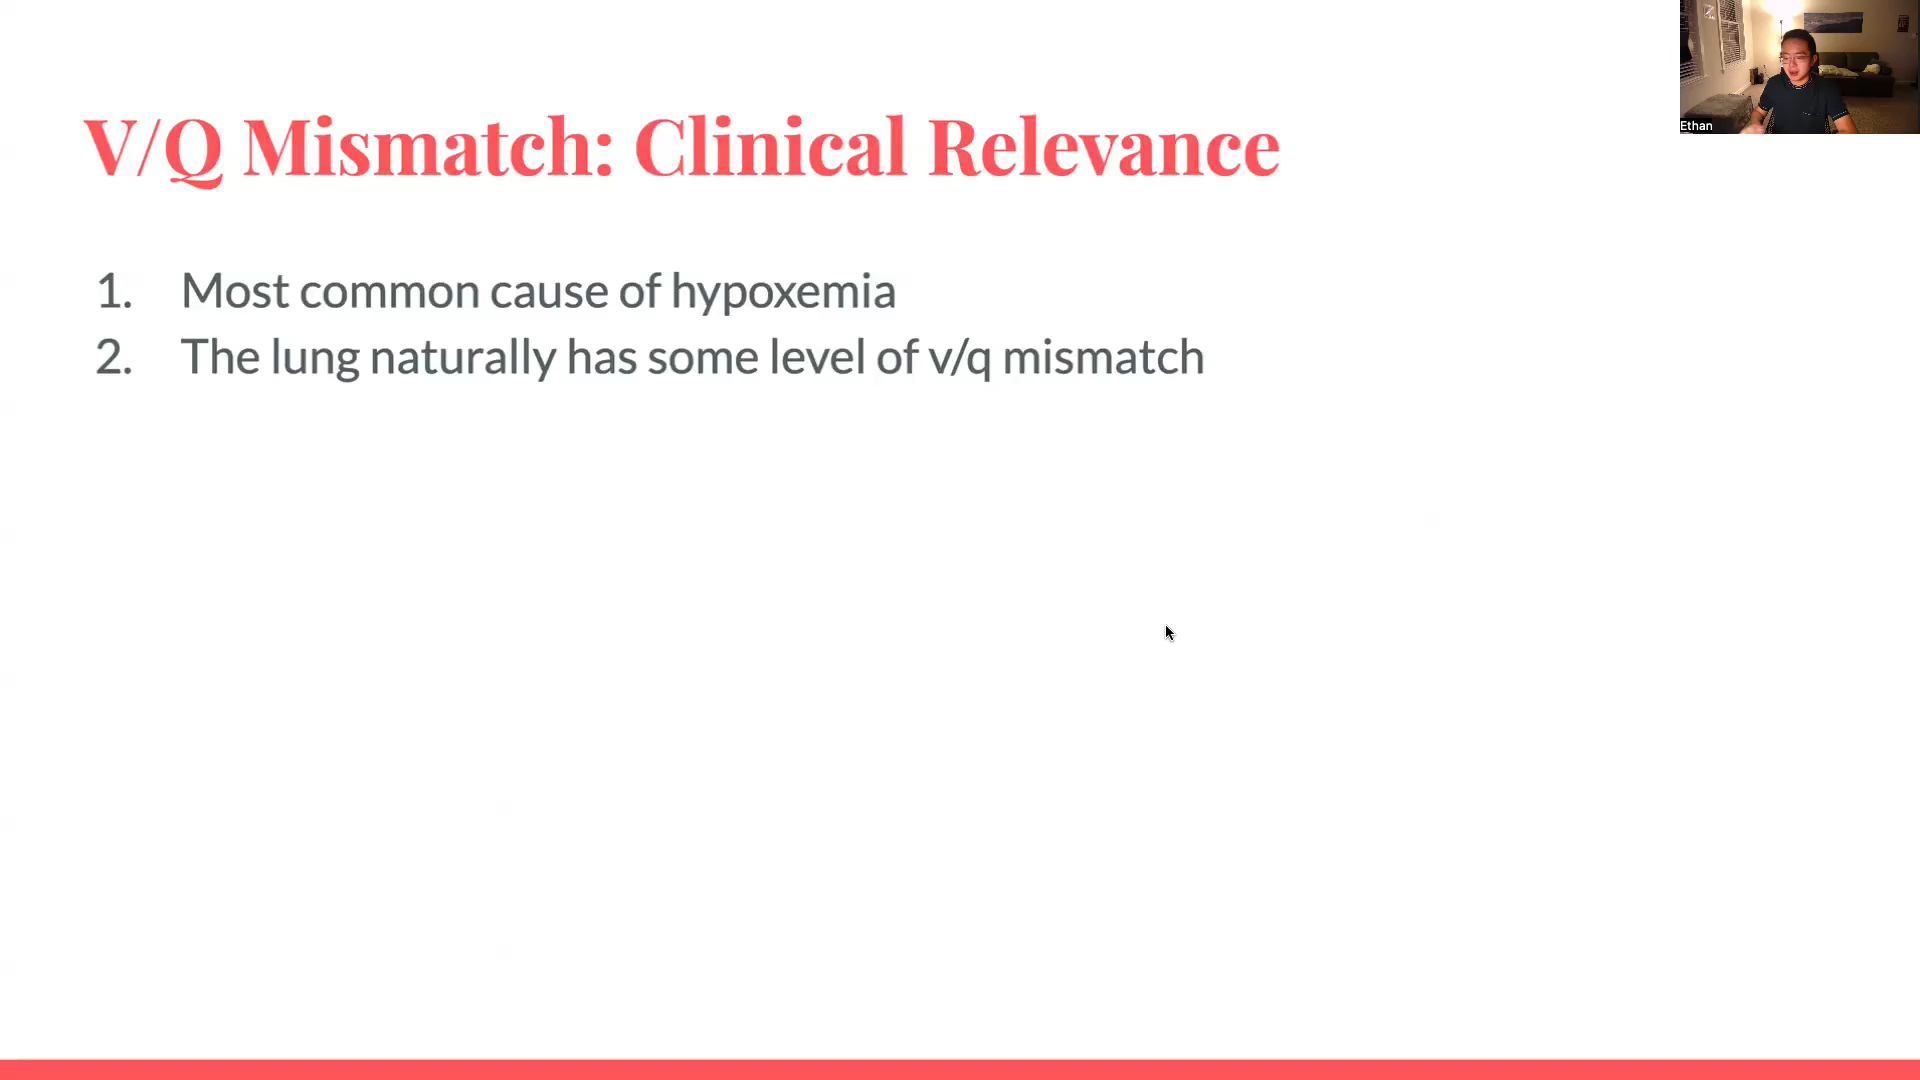 V/Q Mismatch: Clinical Relevance
1. Most common cause of hypoxemia
2. The lung naturally has some level of v/q mismatch
Ethan